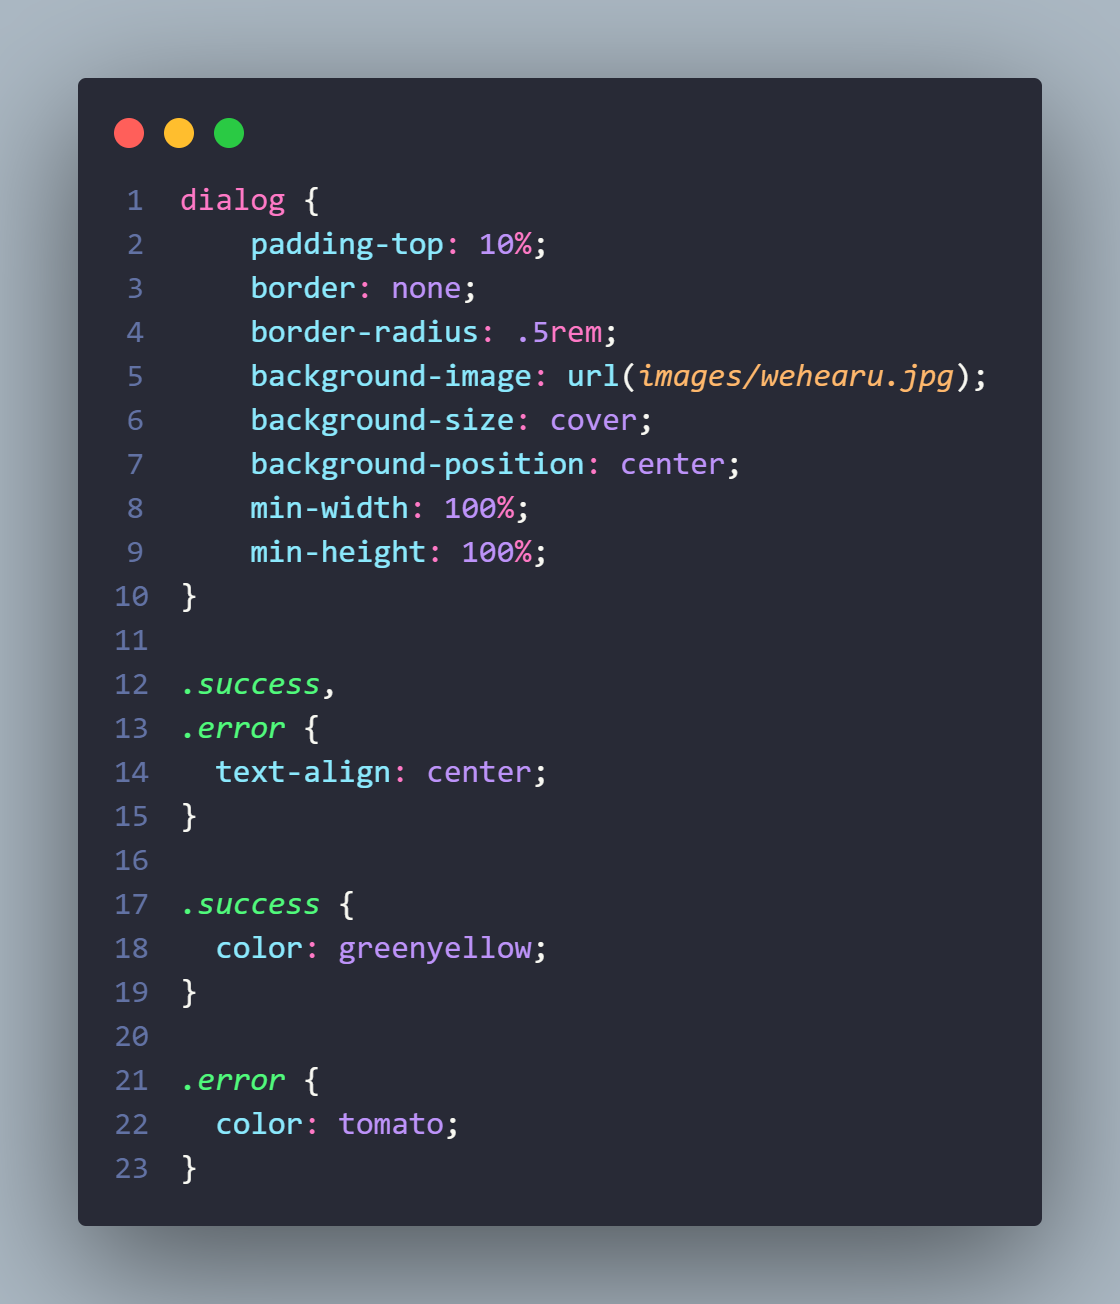 1 dialog {
2     padding-top: 10%;
3     border: none;
4     border-radius: .5rem;
5     background-image: url(images/wehearu.jpg);
6     background-size: cover;
7     background-position: center;
8     min-width: 100%;
9     min-height: 100%;
10 }
11
12 .success,
13 .error {
14   text-align: center;
15 }
16
17 .success {
18   color: greenyellow;
19 }
20
21 .error {
22   color: tomato;
23 }